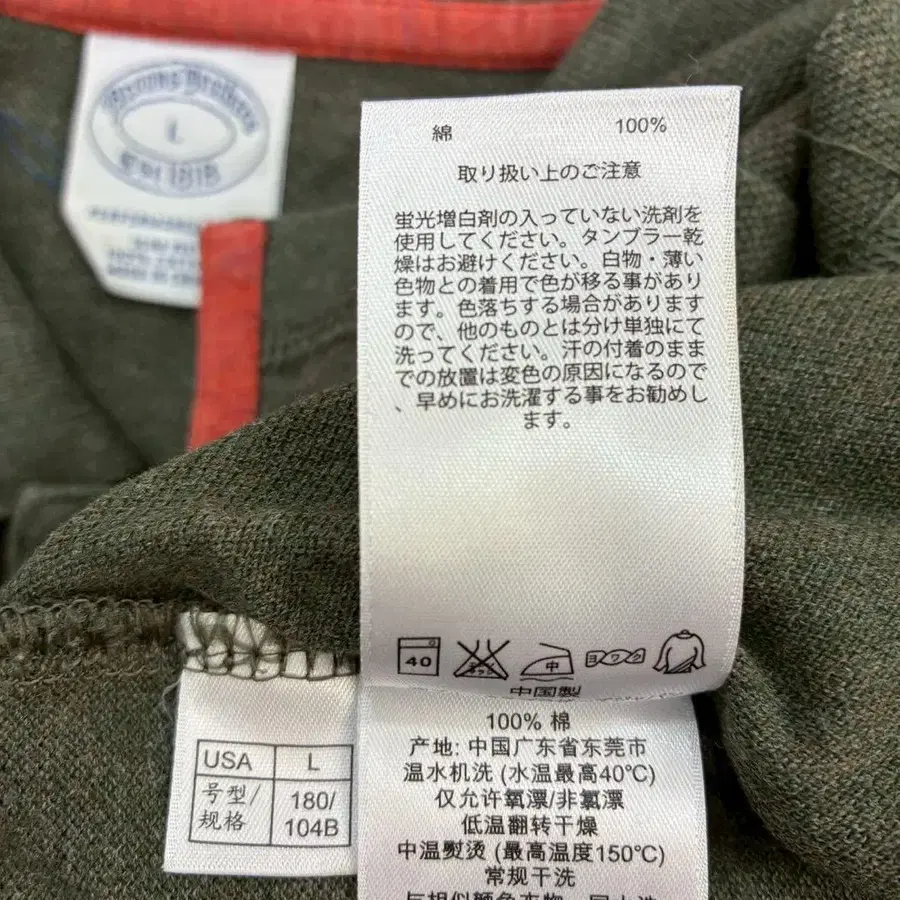 Brooks Brothers
L
Est 1818
綿 100%
取り扱い上のご注意
蛍光増白剤の入っていない洗剤を
使用してください。タンブラー乾
燥はお避けください。白物・薄い
色物との着用で色が移る事があり
ます。色落ちする場合があります
ので、他のものとは分け単独にて
洗ってください。汗の付着のまま
での放置は変色の原因になるので
、早めにお洗濯する事をお勧めし
ます。
40
中
ヨワク
中国製
USA L
号型/ 180/
规格 104B
100% 棉
产地: 中国广东省东莞市
温水机洗 (水温最高40°C)
仅允许氧漂/非氯漂
低温翻转干燥
中温熨烫 (最高温度150°C)
常规干洗